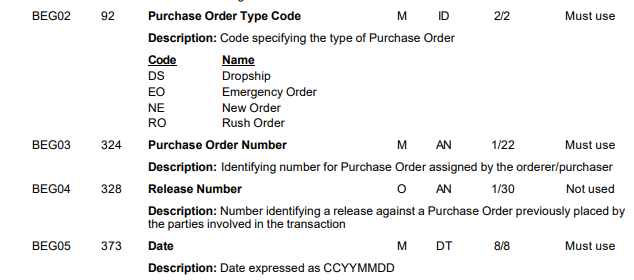 BEG02 92 Purchase Order Type Code M ID 2/2 Must use
Description: Code specifying the type of Purchase Order
Code Name
DS Dropship
EO Emergency Order
NE New Order
RO Rush Order
BEG03 324 Purchase Order Number M AN 1/22 Must use
Description: Identifying number for Purchase Order assigned by the orderer/purchaser
BEG04 328 Release Number O AN 1/30 Not used
Description: Number identifying a release against a Purchase Order previously placed by
the parties involved in the transaction
BEG05 373 Date M DT 8/8 Must use
Description: Date expressed as CCYYMMDD